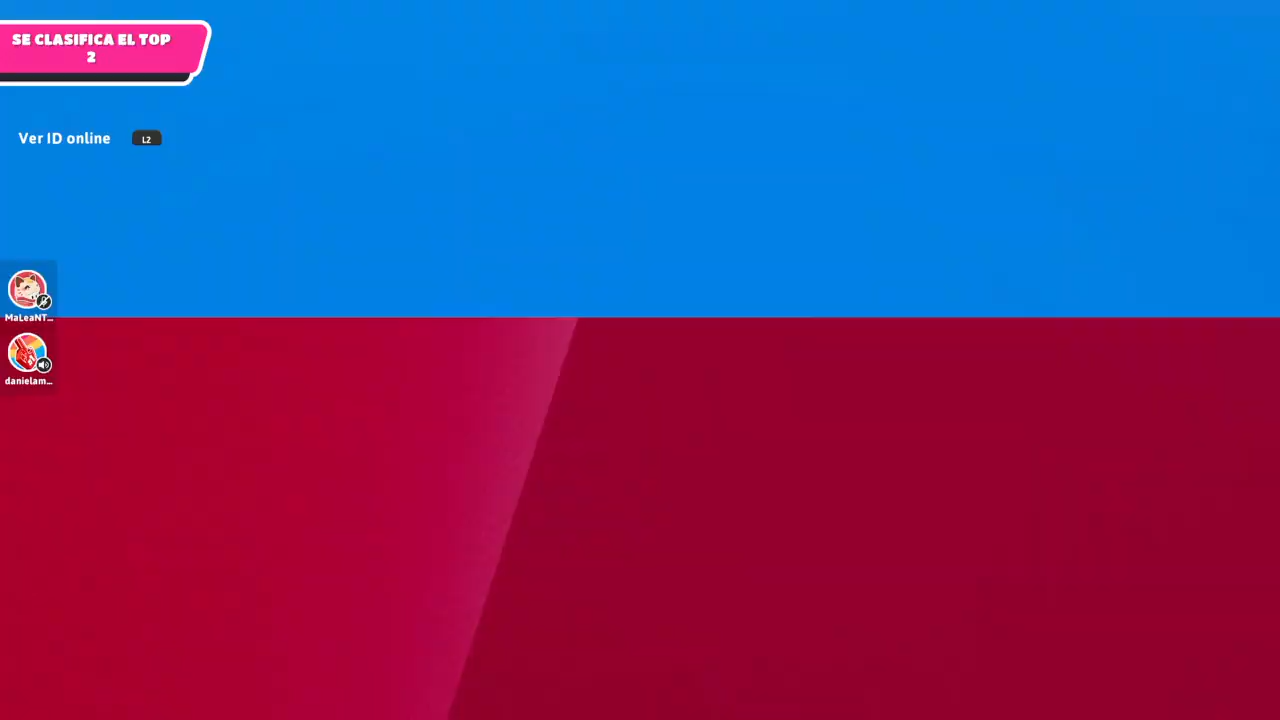 SE CLASIFICA EL TOP
2
Ver ID online L2
MaLeaNT...
danielam...